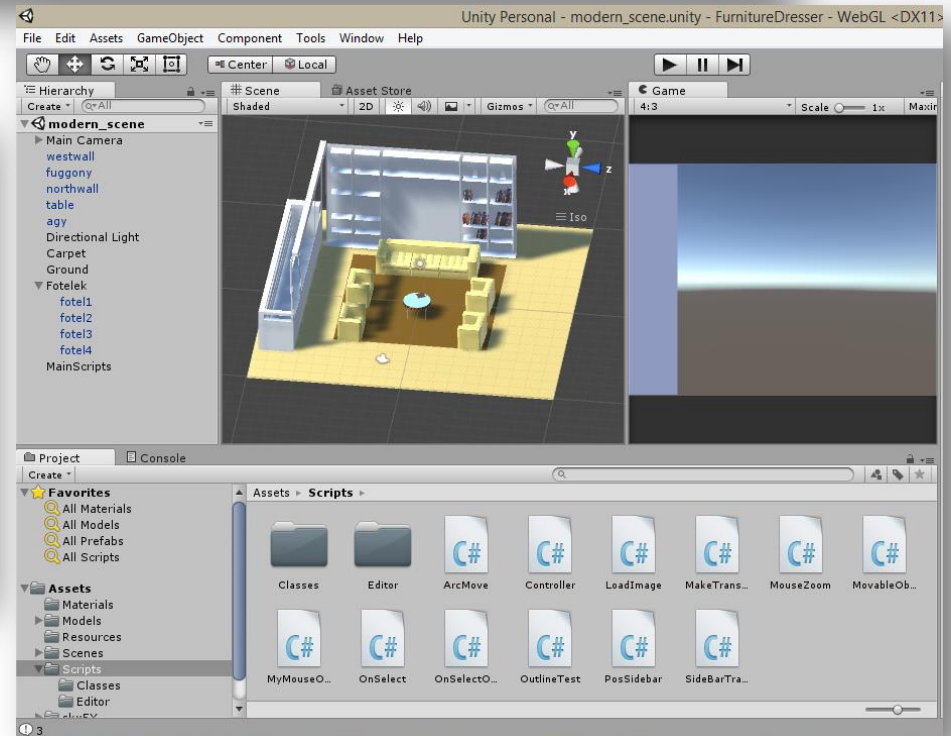 Unity Personal - modern_scene.unity - FurnitureDresser - WebGL <DX11>
File Edit Assets GameObject Component Tools Window Help
Center Local
Hierarchy
Scene Asset Store
Game
Create All
Shaded 2D Gizmos All
4:3 Scale 1x Maxin
modern_scene
Main Camera
westwall
fuggony
northwall
table
agy
Directional Light
Carpet
Ground
Fotelek
fotel1
fotel2
fotel3
fotel4
MainScripts
y
z
x
Iso
Project Console
Create
Favorites
All Materials
All Models
All Prefabs
All Scripts
Assets
Materials
Models
Resources
Scenes
Scripts
Classes
Editor
Assets Scripts
C# C# C# C# C# C#
Classes Editor ArcMove Controller LoadImage MakeTrans... MouseZoom MovableOb...
C# C# C# C# C# C#
MyMouseO... OnSelect OnSelectO... OutlineTest PosSidebar SideBarTra...
3